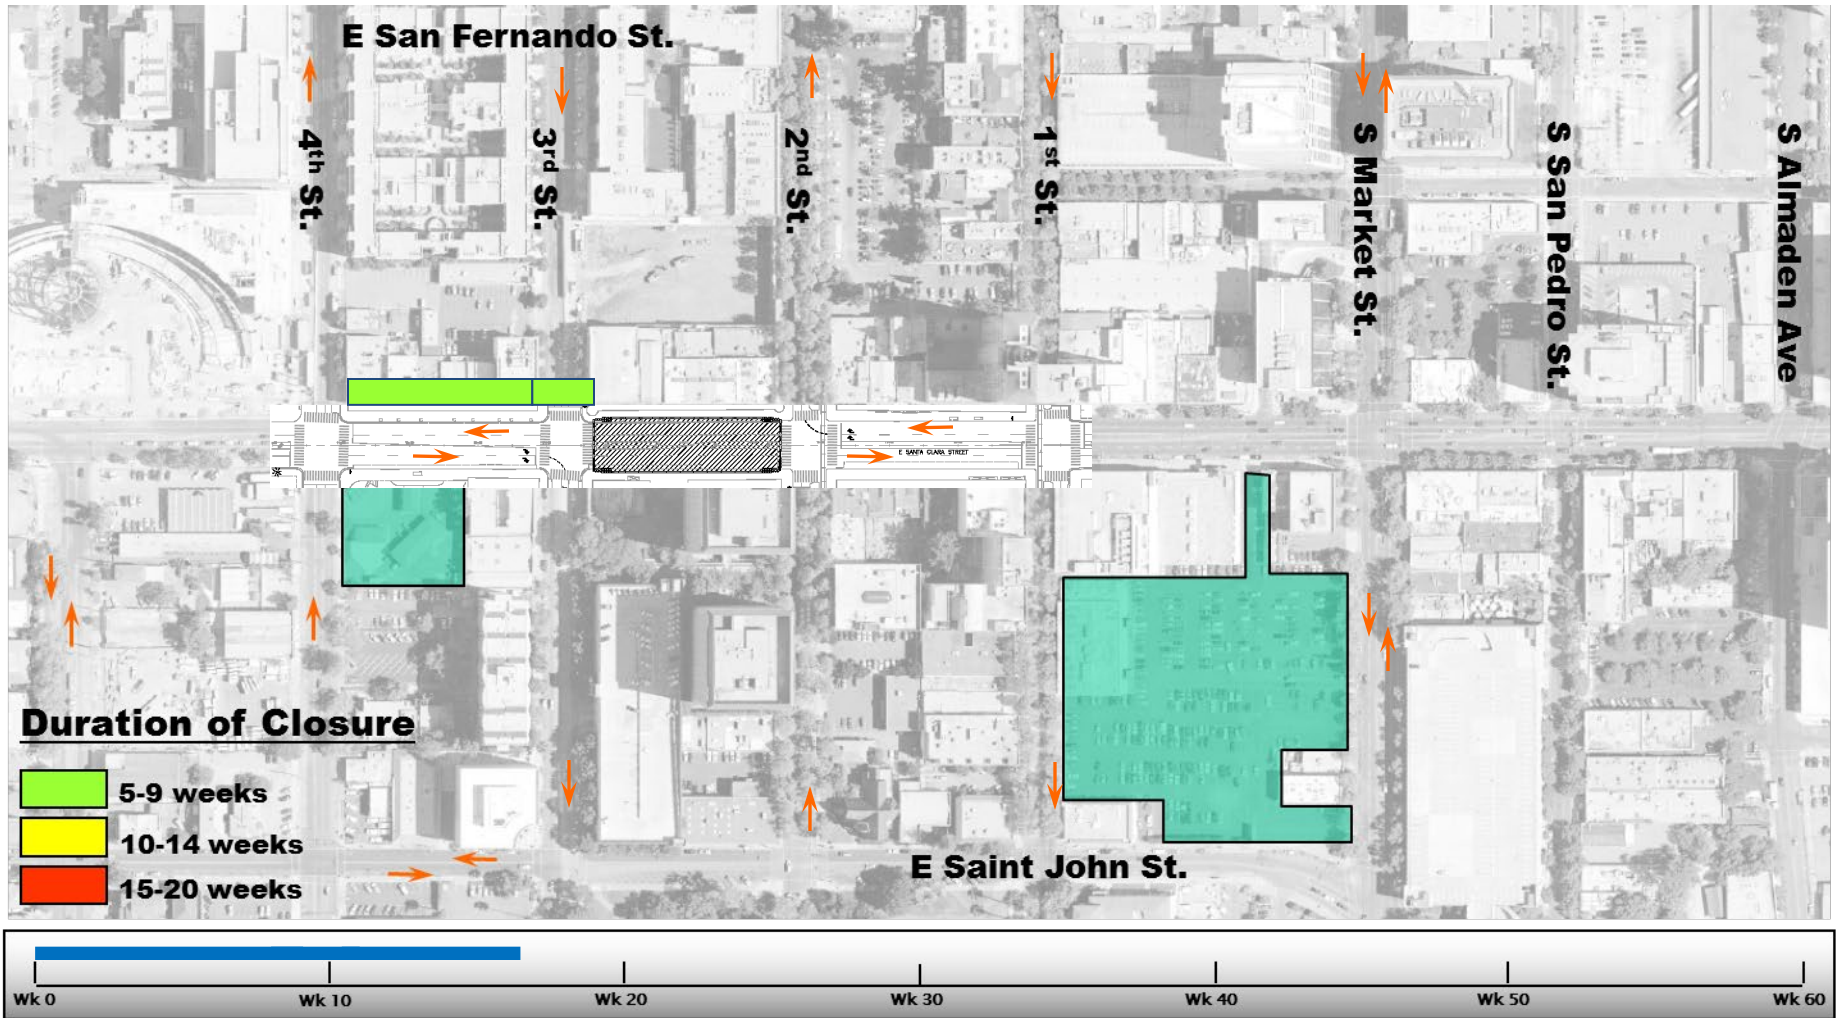 E San Fernando St.
4th St.
3rd St.
2nd St.
1st St.
S Market St.
S San Pedro St.
S Almaden Ave
E SANTA CLARA STREET
Duration of Closure
5-9 weeks
10-14 weeks
15-20 weeks
E Saint John St.
Wk 0
Wk 10
Wk 20
Wk 30
Wk 40
Wk 50
Wk 60